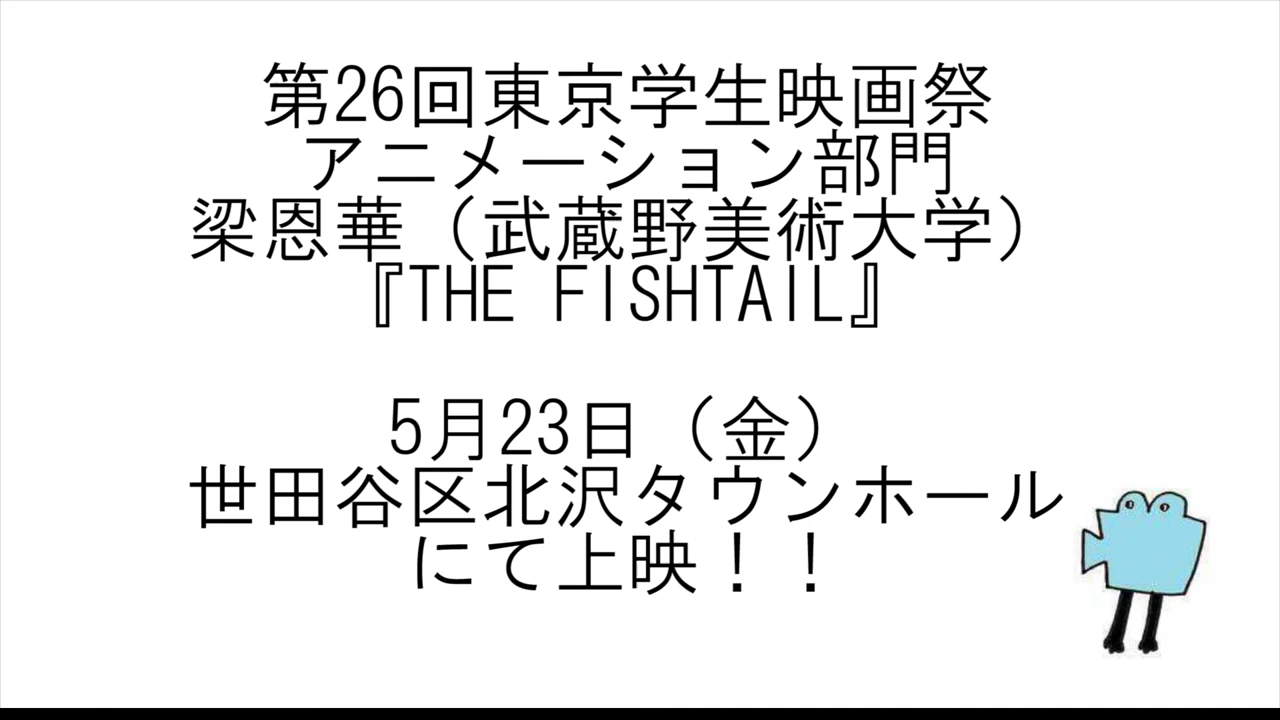 第26回東京学生映画祭
アニメーション部門
梁恩華（武蔵野美術大学）
『THE FISHTAIL』
5月23日（金）
世田谷区北沢タウンホール
にて上映！！